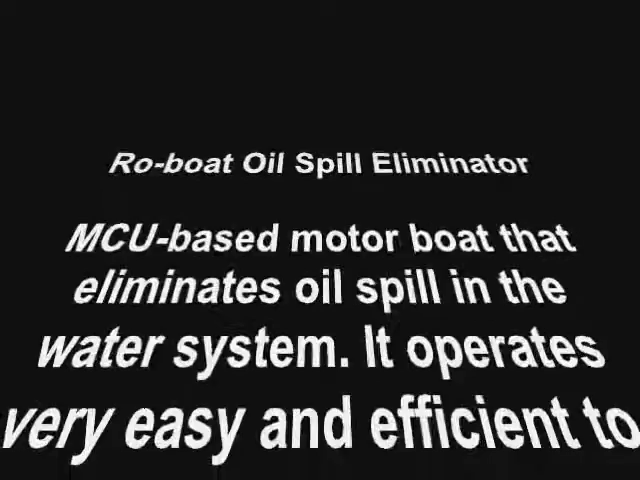 Ro-boat Oil Spill Eliminator
MCU-based motor boat that
eliminates oil spill in the
water system. It operates
very easy and efficient to